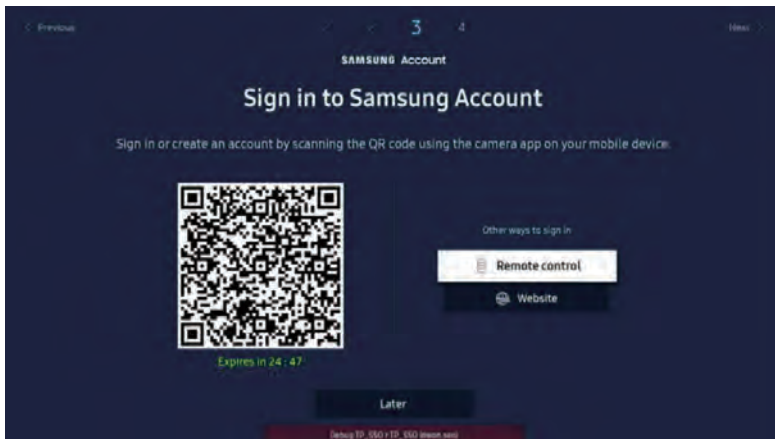 Previous
3
4
Next
SAMSUNG Account
Sign in to Samsung Account
Sign in or create an account by scanning the QR code using the camera app on your mobile device.
Other ways to sign in
Remote control
Website
Expires in 24 : 47
Later